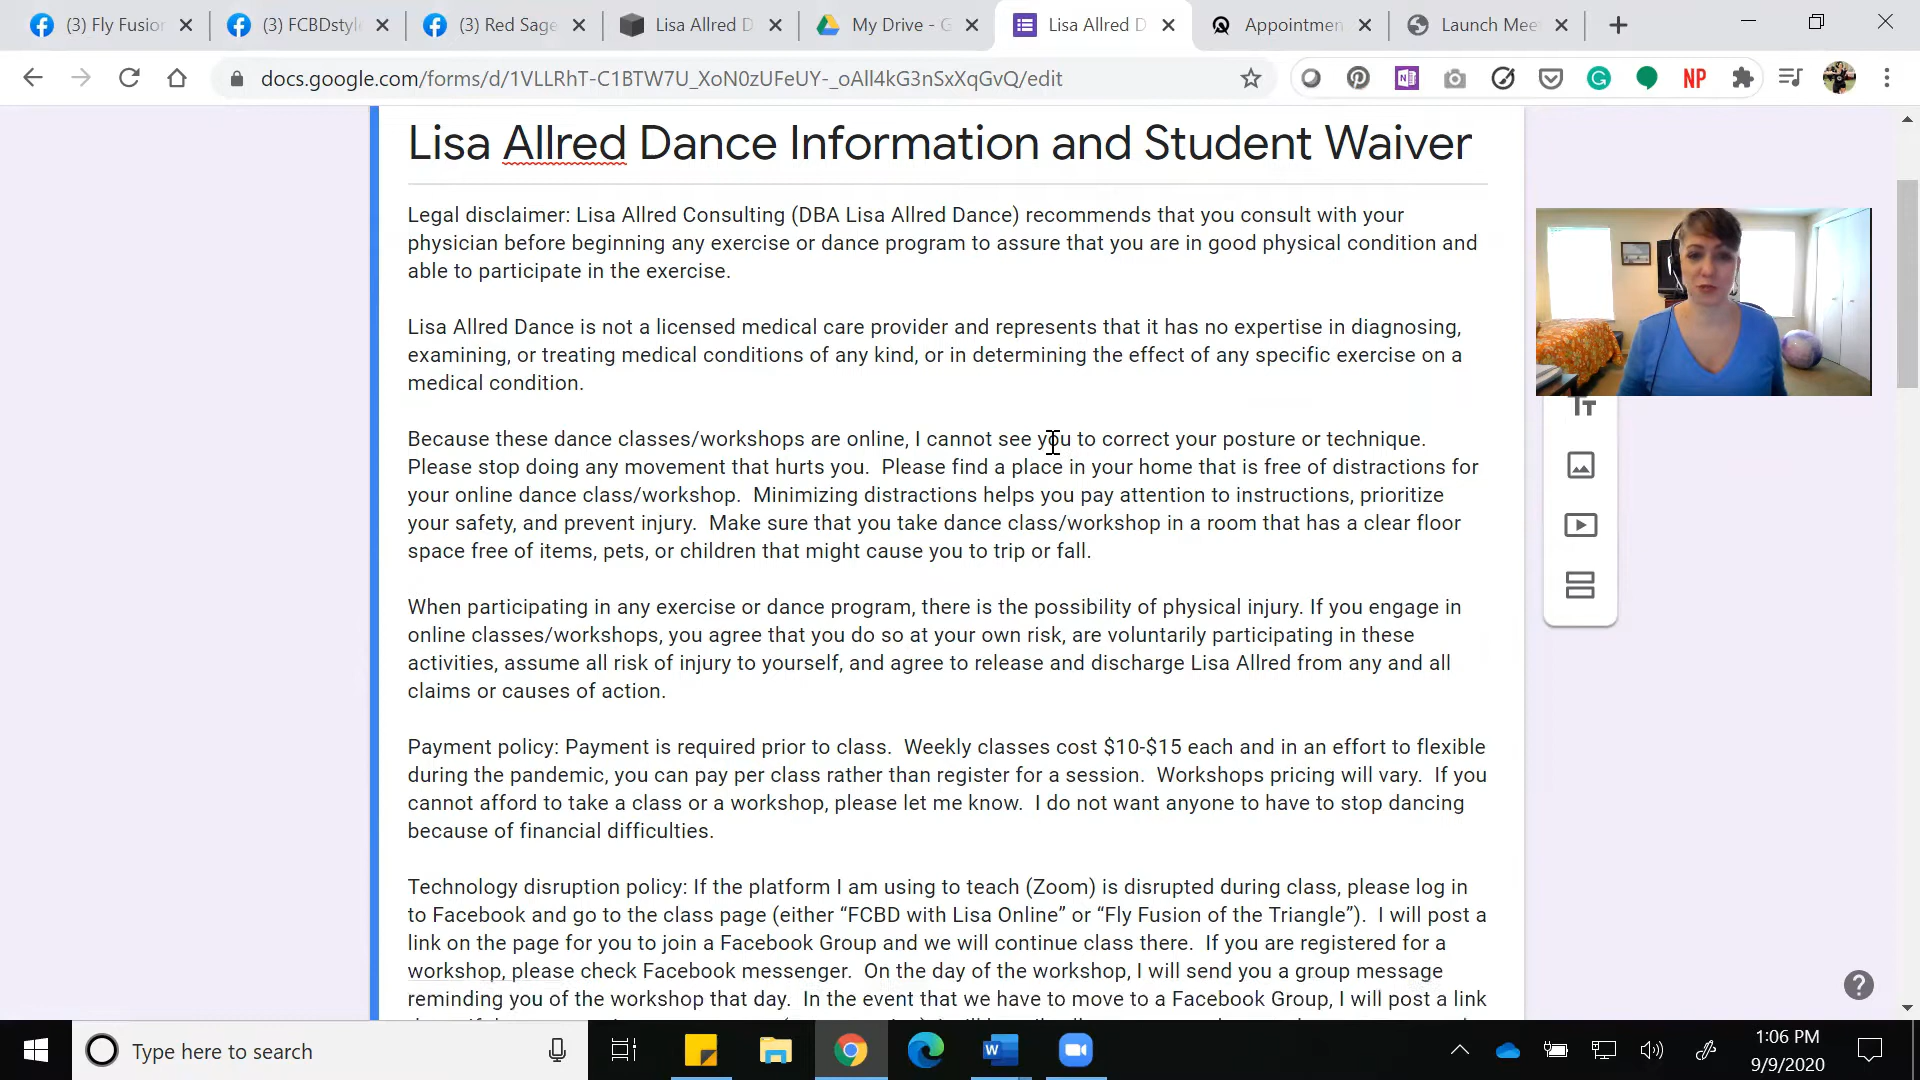 (3) Fly Fusion
(3) FCBDstyl
(3) Red Sage
Lisa Allred D
My Drive - G
Lisa Allred D
Appointmen
Launch Mee
docs.google.com/forms/d/1VLLRhT-C1BTW7U_XoN0zUFeUY-_oAll4kG3nSxXqGvQ/edit
NP
Lisa Allred Dance Information and Student Waiver
Legal disclaimer: Lisa Allred Consulting (DBA Lisa Allred Dance) recommends that you consult with your
physician before beginning any exercise or dance program to assure that you are in good physical condition and
able to participate in the exercise.
Lisa Allred Dance is not a licensed medical care provider and represents that it has no expertise in diagnosing,
examining, or treating medical conditions of any kind, or in determining the effect of any specific exercise on a
medical condition.
Because these dance classes/workshops are online, I cannot see you to correct your posture or technique.
Please stop doing any movement that hurts you.  Please find a place in your home that is free of distractions for
your online dance class/workshop.  Minimizing distractions helps you pay attention to instructions, prioritize
your safety, and prevent injury.  Make sure that you take dance class/workshop in a room that has a clear floor
space free of items, pets, or children that might cause you to trip or fall.
When participating in any exercise or dance program, there is the possibility of physical injury. If you engage in
online classes/workshops, you agree that you do so at your own risk, are voluntarily participating in these
activities, assume all risk of injury to yourself, and agree to release and discharge Lisa Allred from any and all
claims or causes of action.
Payment policy: Payment is required prior to class.  Weekly classes cost $10-$15 each and in an effort to flexible
during the pandemic, you can pay per class rather than register for a session.  Workshops pricing will vary.  If you
cannot afford to take a class or a workshop, please let me know.  I do not want anyone to have to stop dancing
because of financial difficulties.
Technology disruption policy: If the platform I am using to teach (Zoom) is disrupted during class, please log in
to Facebook and go to the class page (either “FCBD with Lisa Online” or “Fly Fusion of the Triangle”).  I will post a
link on the page for you to join a Facebook Group and we will continue class there.  If you are registered for a
workshop, please check Facebook messenger.  On the day of the workshop, I will send you a group message
reminding you of the workshop that day.  In the event that we have to move to a Facebook Group, I will post a link
Tт
Type here to search
1:06 PM
9/9/2020